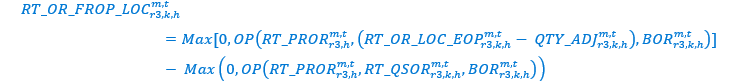 RT_OR_FROP_LOC^{m,t}_{r3,k,h}
= Max[0, OP(RT_PROR^{m,t}_{r3,h}, (RT_OR_LOC_EOP^{m,t}_{r3,k,h} − QTY_ADJ^{m,t}_{r3,k,h}), BOR^{m,t}_{r3,k,h})]
− Max(0, OP(RT_PROR^{m,t}_{r3,h}, RT_QSOR^{m,t}_{r3,k,h}, BOR^{m,t}_{r3,k,h}))